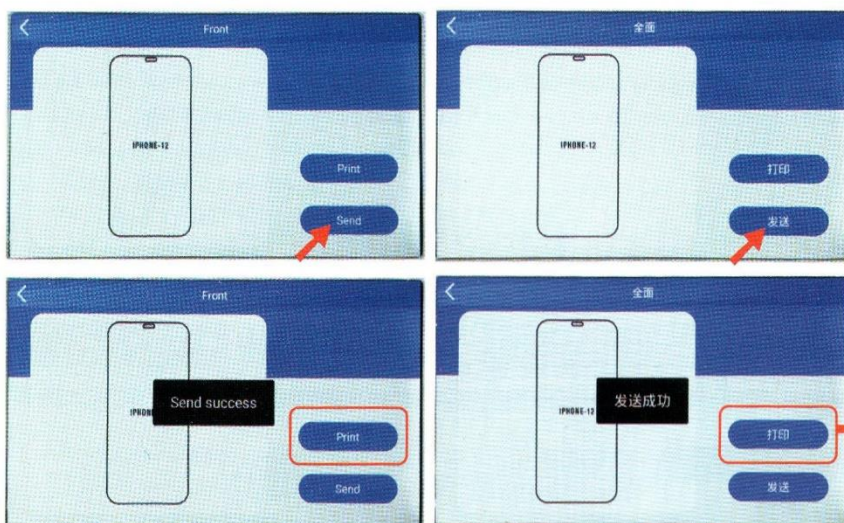 Front
IPHONE-12
Print
Send
全面
IPHONE-12
打印
发送
Front
Send success
Print
Send
全面
发送成功
IPHONE-12
打印
发送